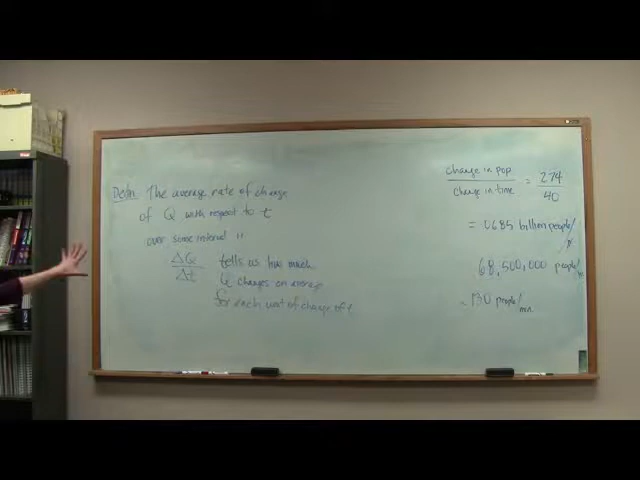 Defn: The average rate of change
of Q with respect to t
over some interval is
ΔQ
Δt
tells us how much
Q changes on average
for each unit of change of t
change in pop
change in time
= 2.74
40
= .0685 billion people/yr
68,500,000 people/yr
≈ 130 people/min